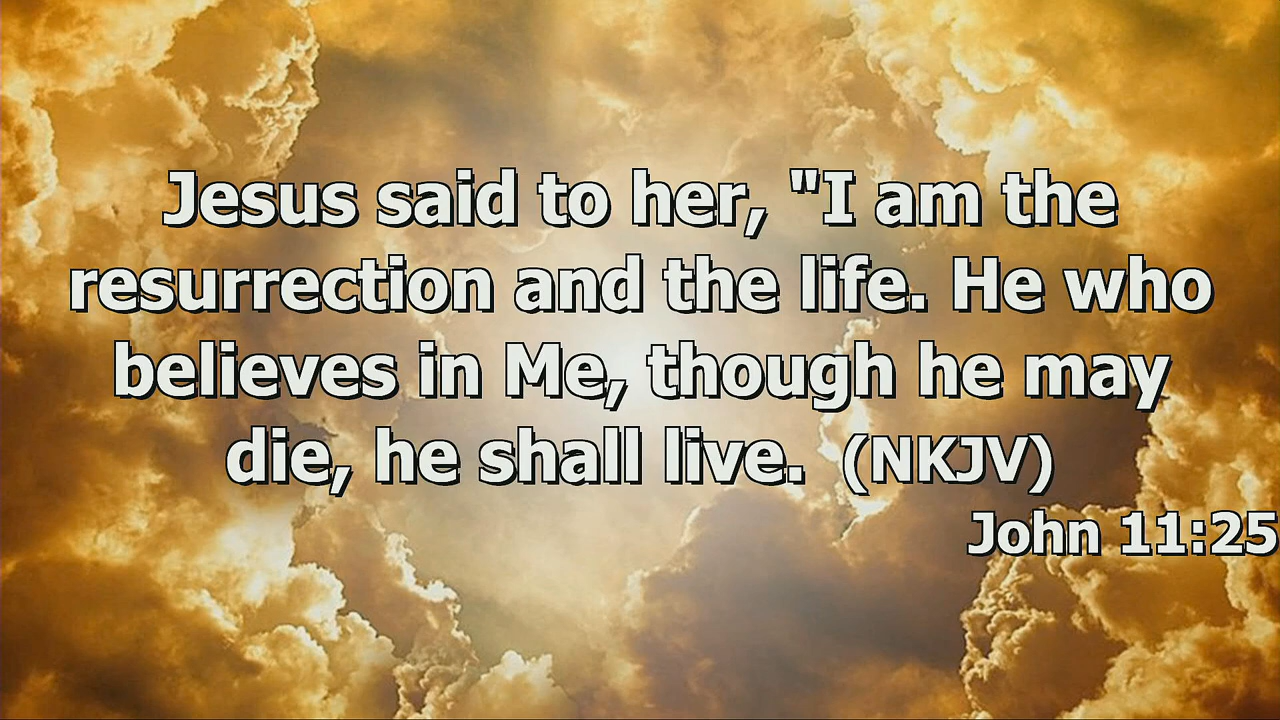 Jesus said to her, "I am the
resurrection and the life. He who
believes in Me, though he may
die, he shall live.  (NKJV)
John 11:25